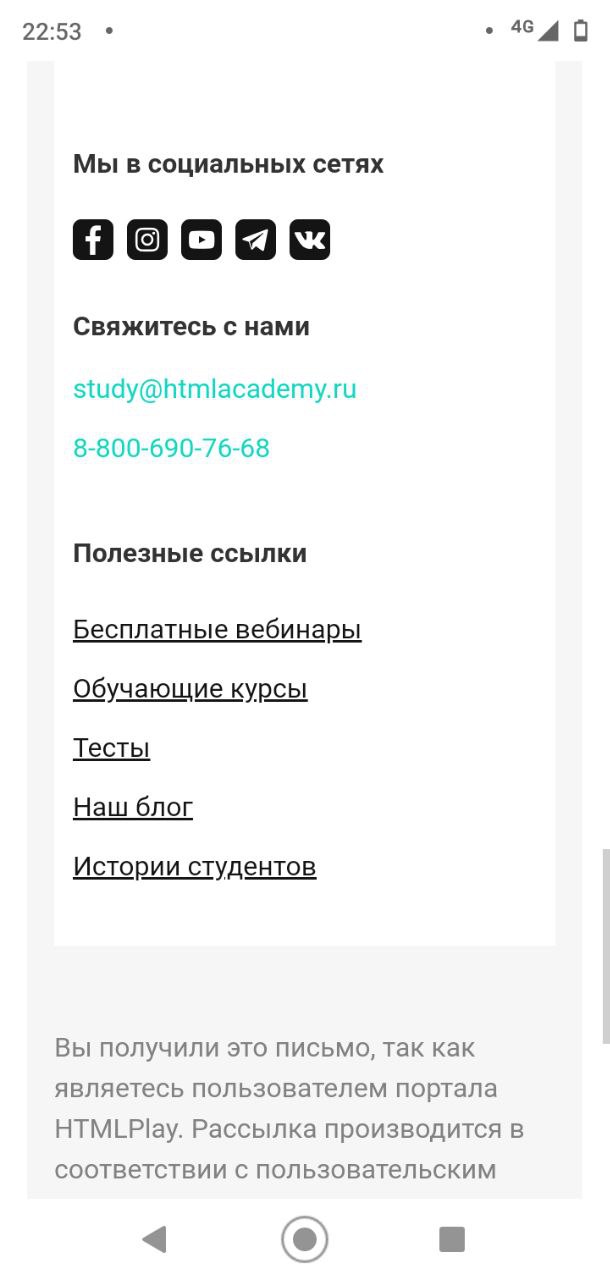 22:53
4G
Мы в социальных сетях
Свяжитесь с нами
study@htmlacademy.ru
8-800-690-76-68
Полезные ссылки
Бесплатные вебинары
Обучающие курсы
Тесты
Наш блог
Истории студентов
Вы получили это письмо, так как
являетесь пользователем портала
HTMLPlay. Рассылка производится в
соответствии с пользовательским